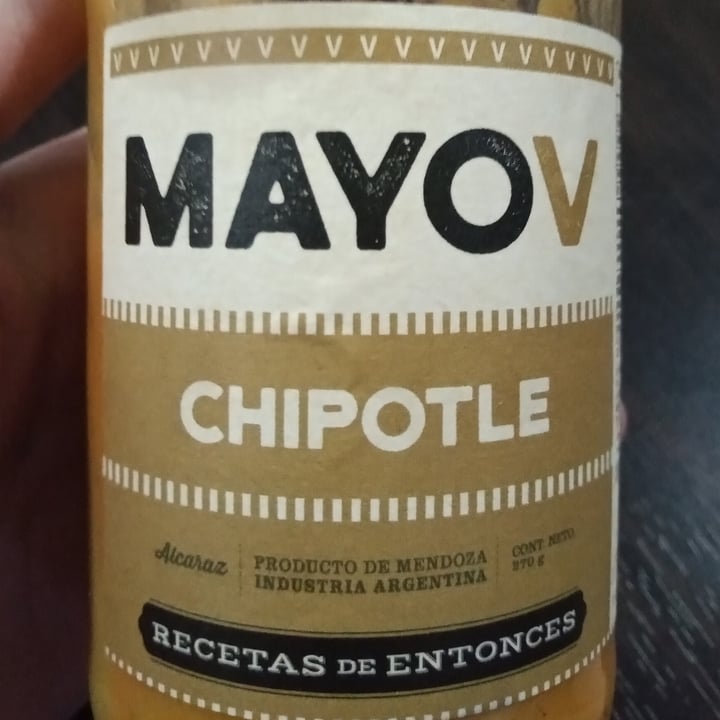 MAYOV
CHIPOTLE
Alcaraz
PRODUCTO DE MENDOZA
INDUSTRIA ARGENTINA
CONT. NETO
270 g
RECETAS DE ENTONCES